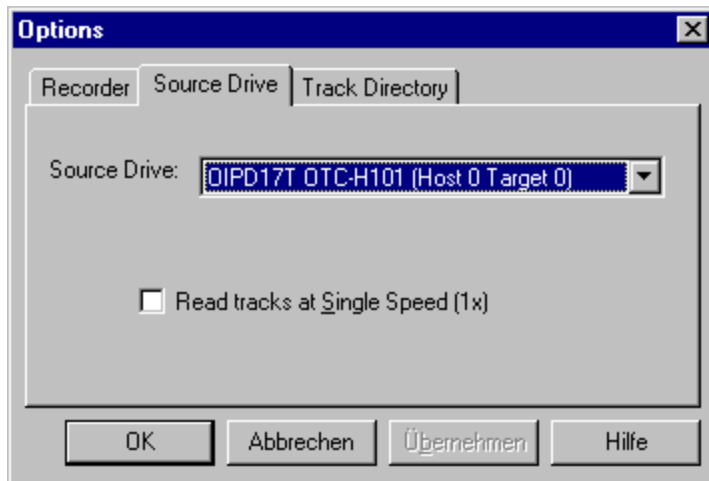 Options
Recorder Source Drive Track Directory
Source Drive: OIPD17T OTC-H101 (Host 0 Target 0)
Read tracks at Single Speed (1x)
OK Abbrechen Übernehmen Hilfe